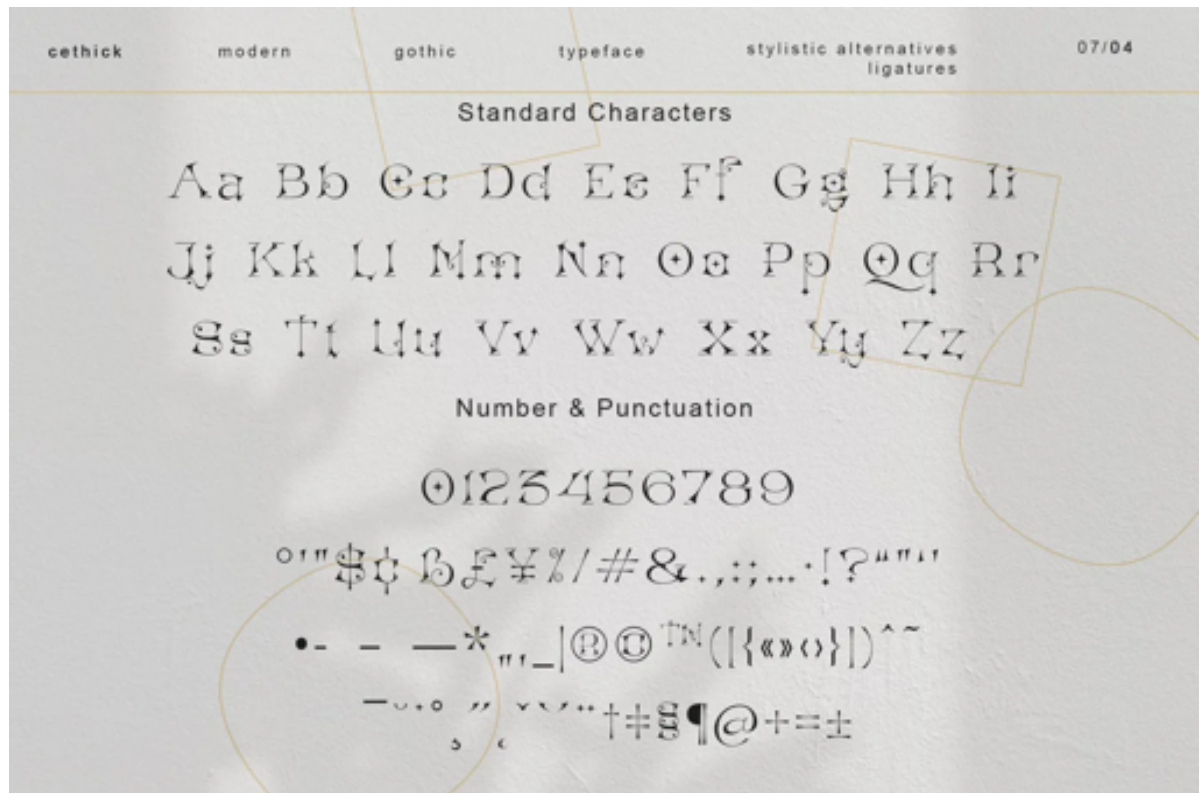 cethick modern gothic typeface stylistic alternatives 07/04
ligatures
Standard Characters
Aa Bb Cc Dd Ee Ff Gg Hh Ii
Jj Kk Ll Mm Nn Oo Pp Qq Rr
Ss Tt Uu Vv Ww Xx Yy Zz
Number & Punctuation
0123456789
°'"$¢ ß£¥%/#&.,:;...·!?“”‘’
•- – —*„‚_|®©™([{«»‹›}])^~
¯˘˙˚ ˝ ˇ`´¨†‡§¶@+=±
¸ ˛